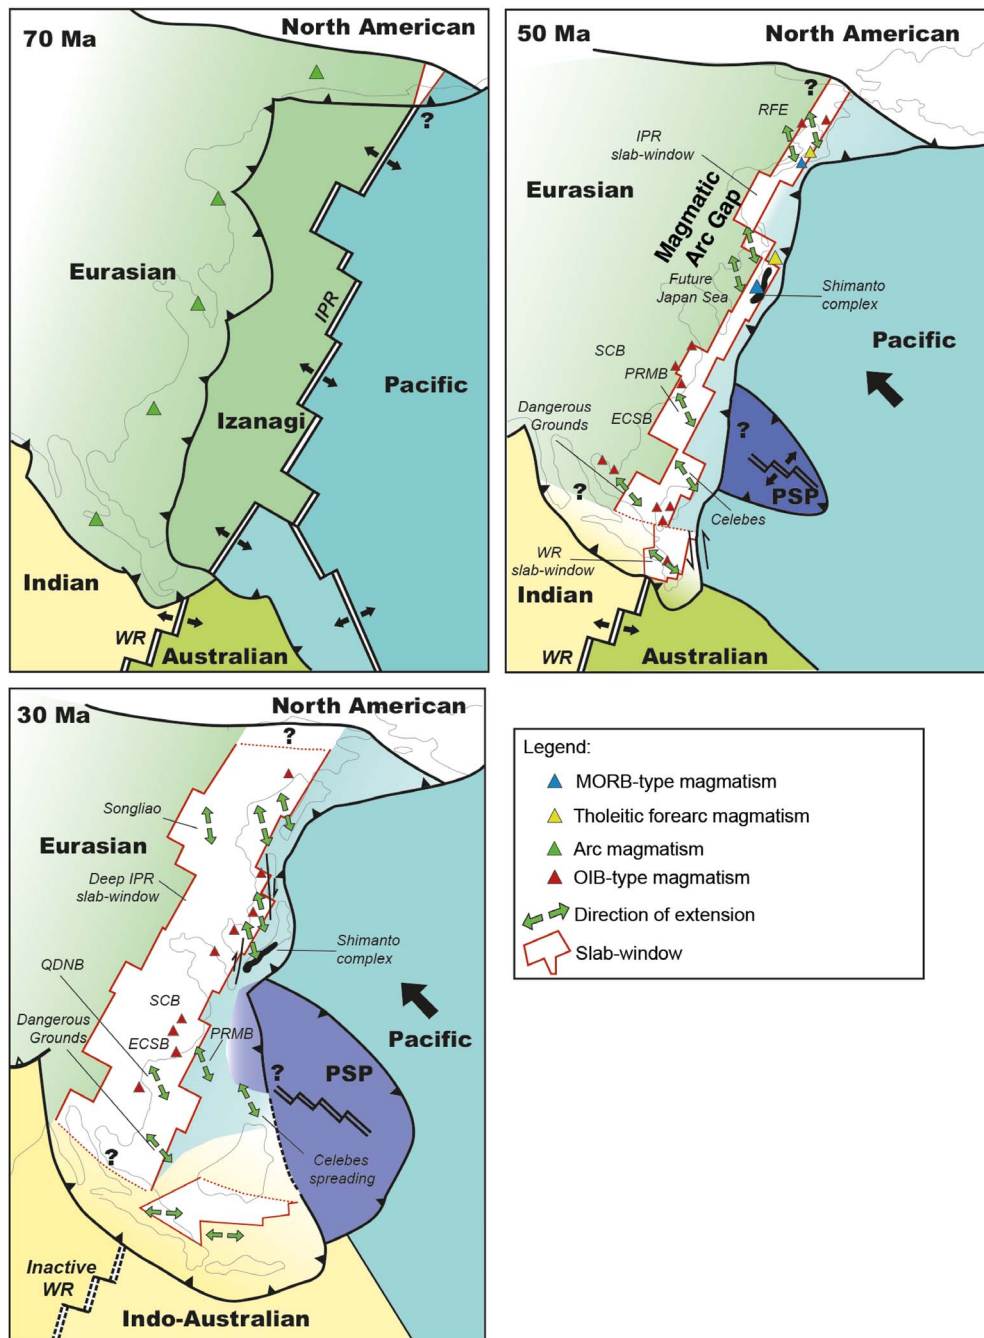 70 Ma
North American
?
Eurasian
IPR
Pacific
Izanagi
Indian
WR
Australian
50 Ma
North American
?
RFE
IPR
slab-window
Eurasian
Magmatic
Arc Gap
Future
Japan Sea
Shimanto
complex
Pacific
SCB
PRMB
Dangerous
Grounds
ECSB
?
?
PSP
Celebes
WR
slab-window
Indian
WR
Australian
30 Ma
North American
?
Songliao
Eurasian
Deep IPR
slab-window
Shimanto
complex
QDNB
SCB
Dangerous
Grounds
ECSB
PRMB
Pacific
?
PSP
?
Celebes
spreading
Inactive
WR
Indo-Australian
Legend:
MORB-type magmatism
Tholeitic forearc magmatism
Arc magmatism
OIB-type magmatism
Direction of extension
Slab-window